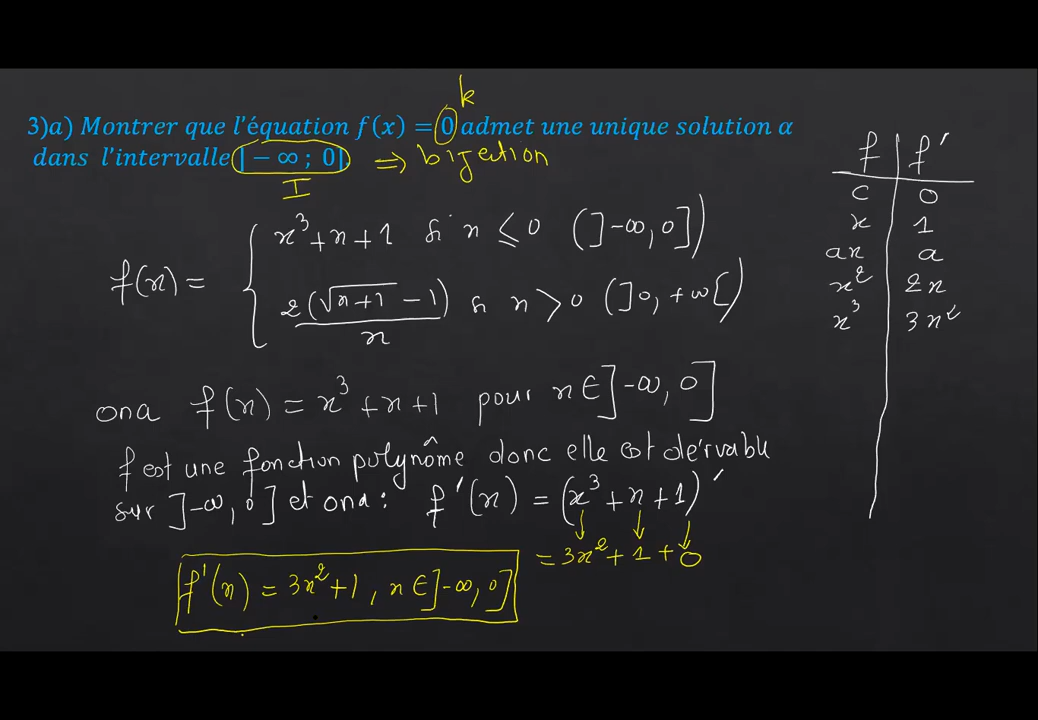 k
3)a) Montrer que l'équation f(x) = 0 admet une unique solution α
dans l'intervalle ]−∞ ; 0] ⇒ bijection
I
f(x) = { x³+x+1 si x ≤ 0 (]-∞,0])
2(√x+1 - 1)/x si x > 0 (]0,+∞[)
ona f(x) = x³+x+1 pour x∈]-∞,0]
f est une fonction polynôme donc elle est dérivable
sur ]-∞,0] et ona : f'(x) = (x³+x+1)'
= 3x²+1+0
f'(x) = 3x²+1, x∈]-∞,0]
f | f'
c | 0
x | 1
ax | a
x² | 2x
x³ | 3x²